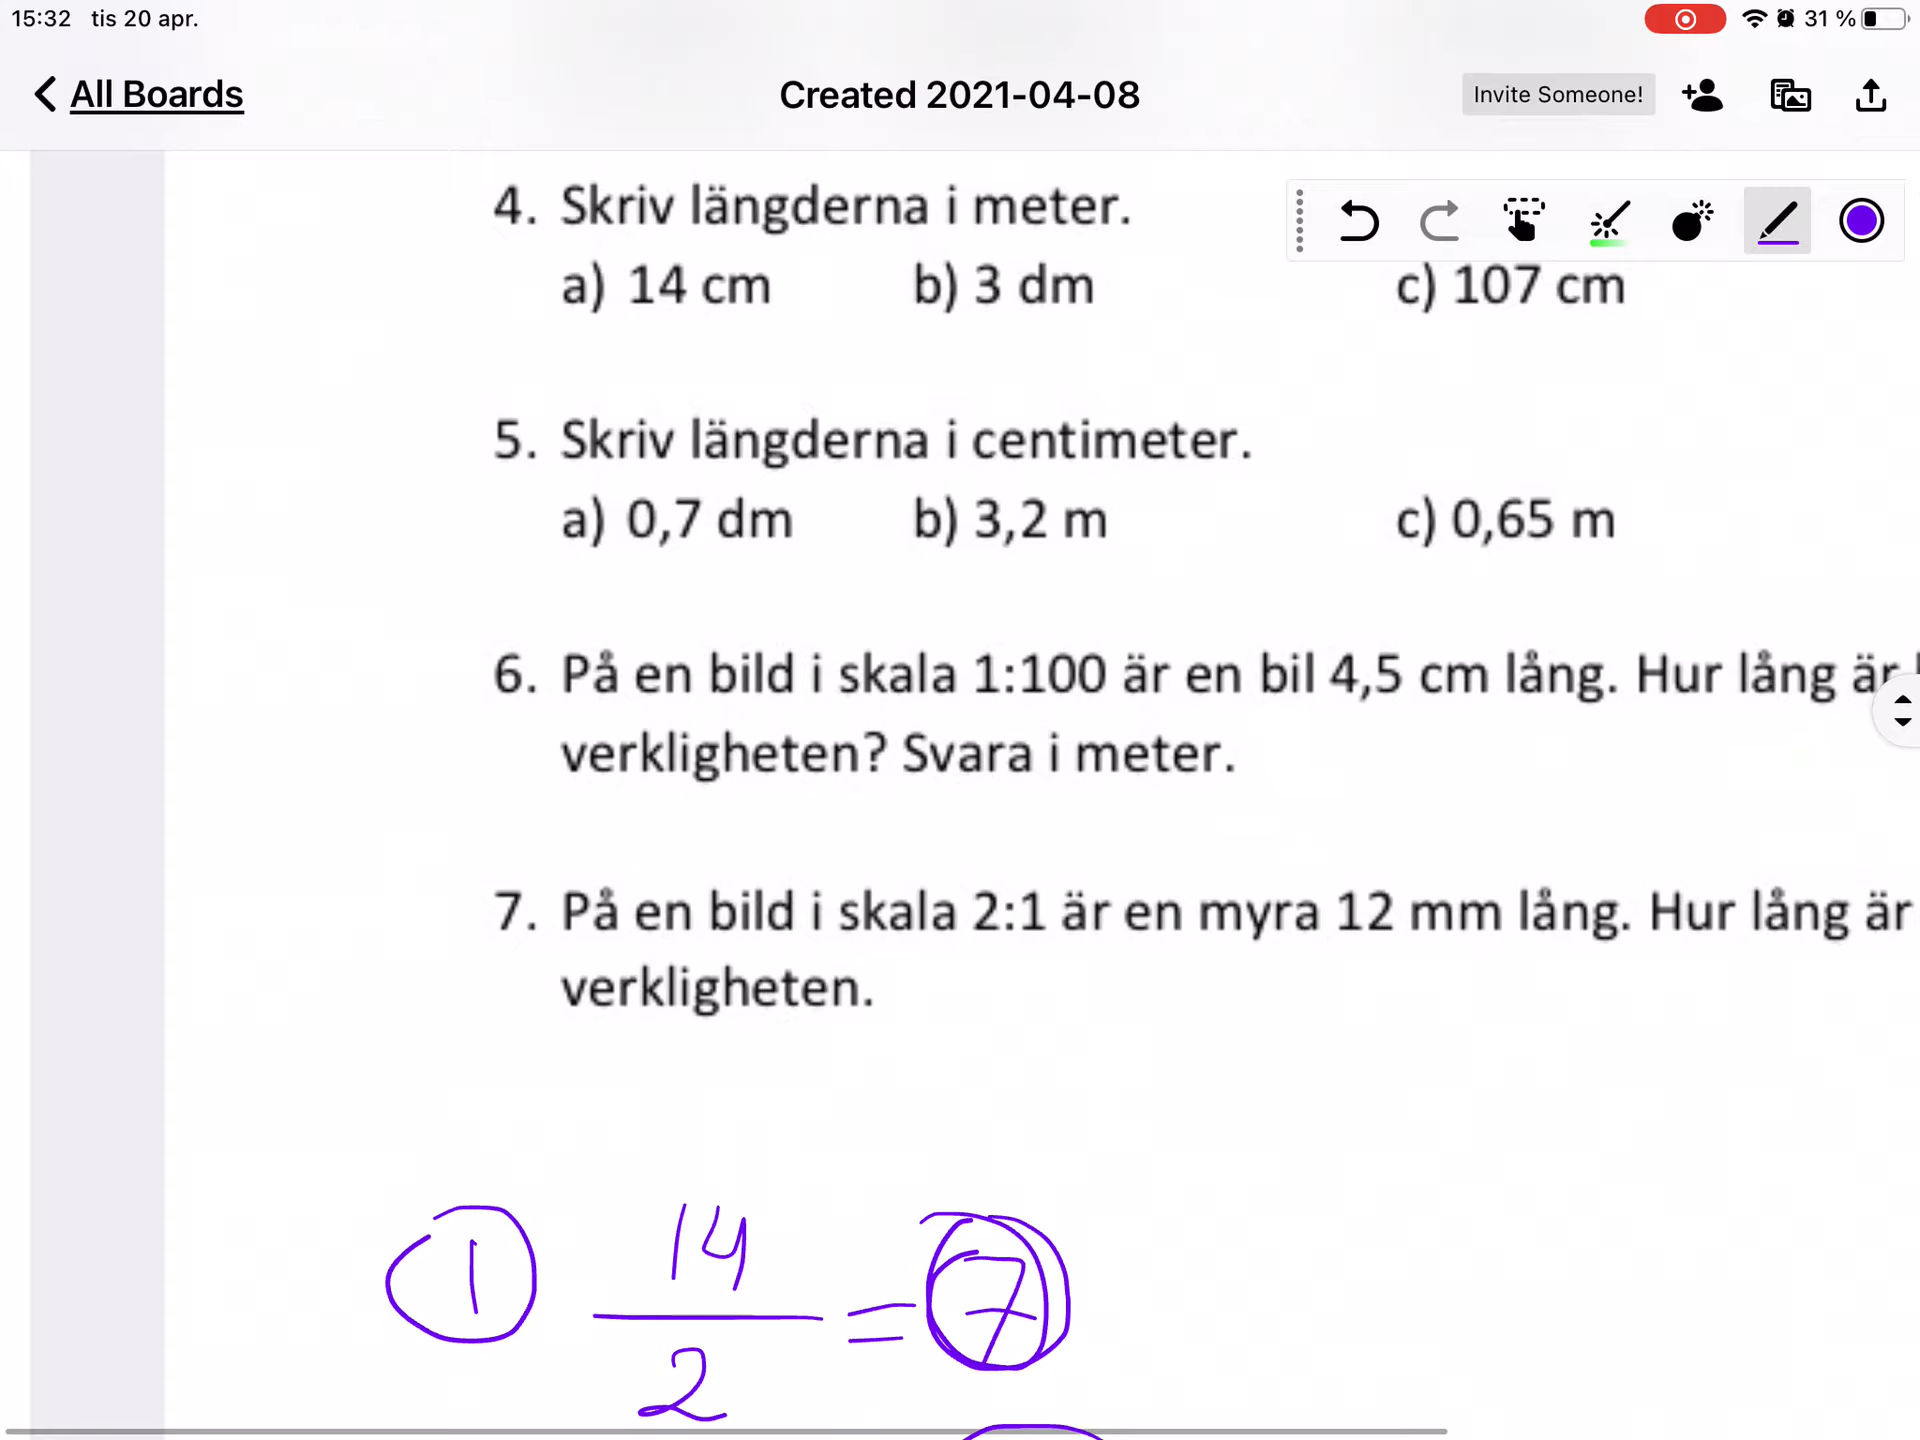 15:32 tis 20 apr. 31 %
All Boards Created 2021-04-08 Invite Someone!
4. Skriv längderna i meter.
a) 14 cm b) 3 dm c) 107 cm
5. Skriv längderna i centimeter.
a) 0,7 dm b) 3,2 m c) 0,65 m
6. På en bild i skala 1:100 är en bil 4,5 cm lång. Hur lång är
verkligheten? Svara i meter.
7. På en bild i skala 2:1 är en myra 12 mm lång. Hur lång är
verkligheten.
1 14
= 7
2